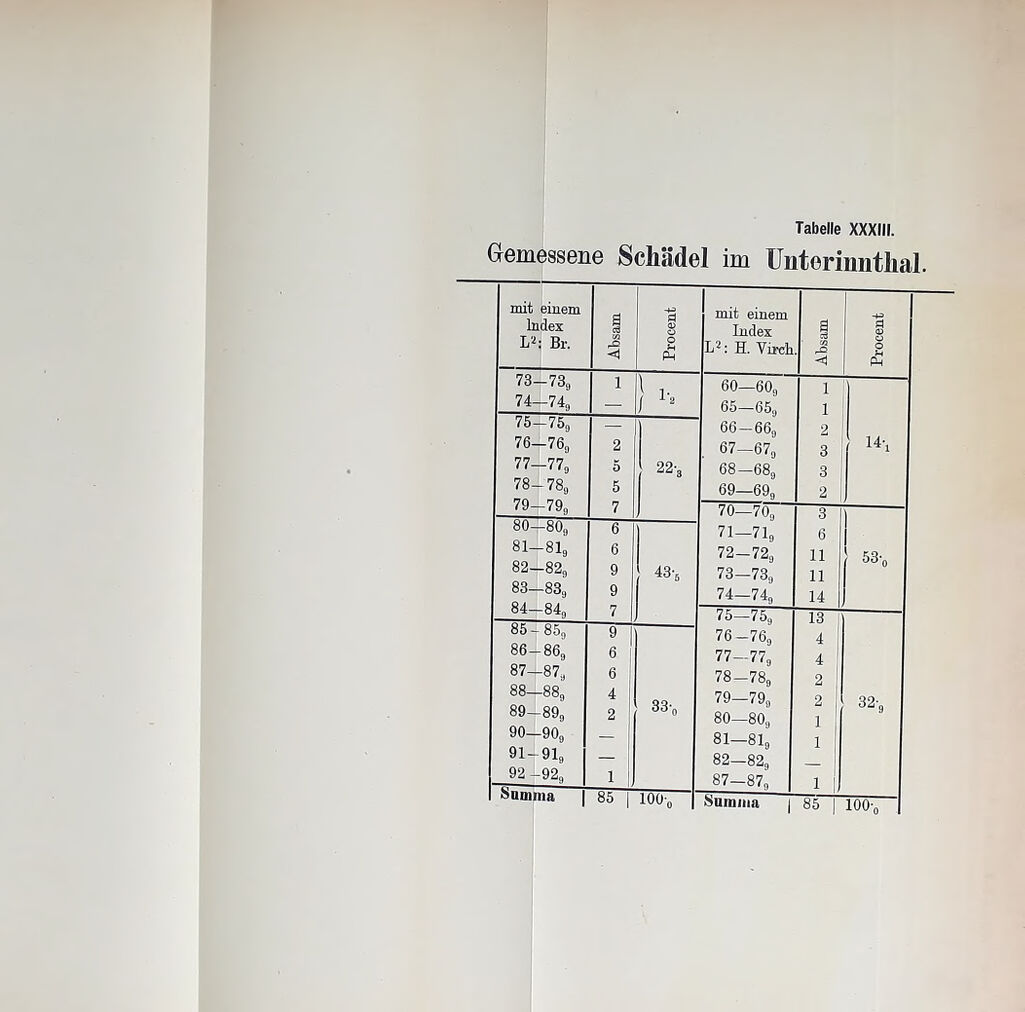 Tabelle XXXIII.
Gemessene Schädel im Unterinnthal.
mit einem Index L²: Br. | Absam | Procent | mit einem Index L²: H. Virch. | Absam | Procent
73—73₉ 1 1·₂ 60—60₉ 1 14·₁
74—74₉ — 65—65₉ 1
75—75₉ — 22·₃ 66—66₉ 2
76—76₉ 2 67—67₉ 3
77—77₉ 5 68—68₉ 3
78–78₉ 5 69—69₉ 2
79—79₉ 7 70—70₉ 3 53·₀
80—80₉ 6 43·₅ 71—71₉ 6
81—81₉ 6 72—72₉ 11
82—82₉ 9 73—73₉ 11
83—83₉ 9 74—74₉ 14
84—84₉ 7 75—75₉ 13 32·₉
85–85₉ 9 33·₀ 76–76₉ 4
86–86₉ 6 77—77₉ 4
87—87₉ 6 78—78₉ 2
88—88₉ 4 79—79₉ 2
89—89₉ 2 80—80₉ 1
90—90₉ — 81—81₉ 1
91–91₉ — 82—82₉ —
92–92₉ 1 87—87₉ 1
Summa | 85 | 100·₀ | Summa | 85 | 100·₀